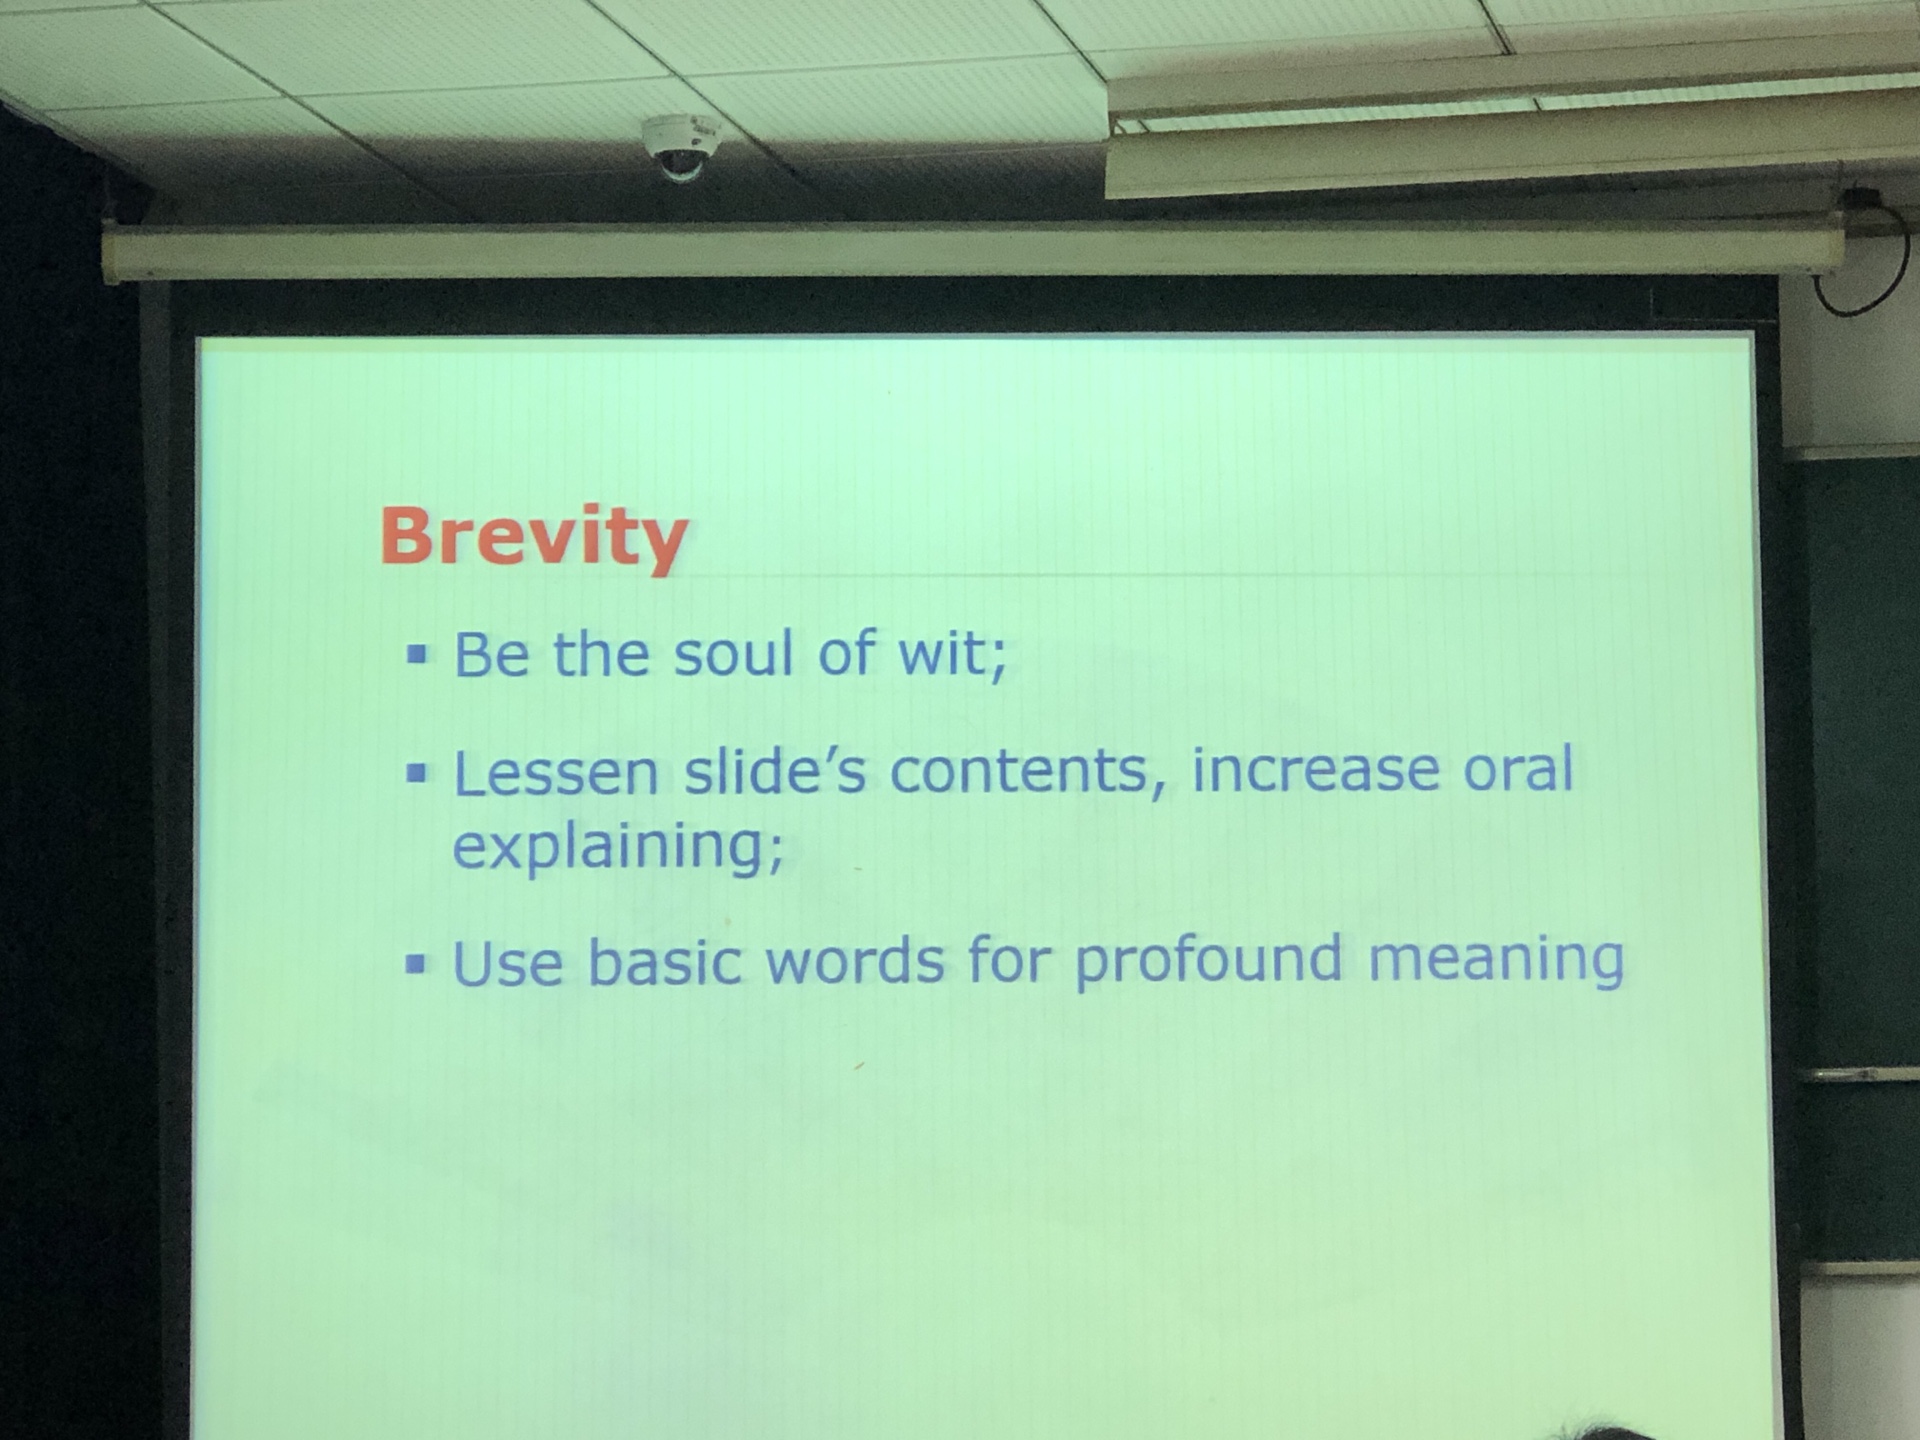 Brevity
▪ Be the soul of wit;
▪ Lessen slide’s contents, increase oral
explaining;
▪ Use basic words for profound meaning